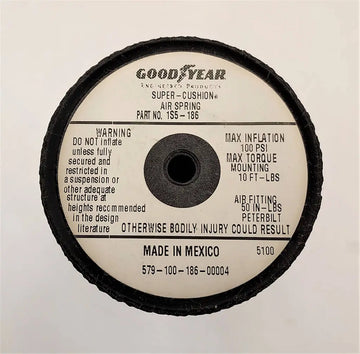 GOODYEAR
ENGINEERED PRODUCTS
SUPER-CUSHION®
AIR SPRING
PART NO. 1S5-186
WARNING
DO NOT inflate
unless fully
secured and
restricted in
a suspension or
other adequate
structure at
heights recommended
in the design
literature
MAX INFLATION
100 PSI
MAX TORQUE
MOUNTING
10 FT-LBS
AIR FITTING
50 IN-LBS
PETERBILT
OTHERWISE BODILY INJURY COULD RESULT
MADE IN MEXICO
5100
579-100-186-00004